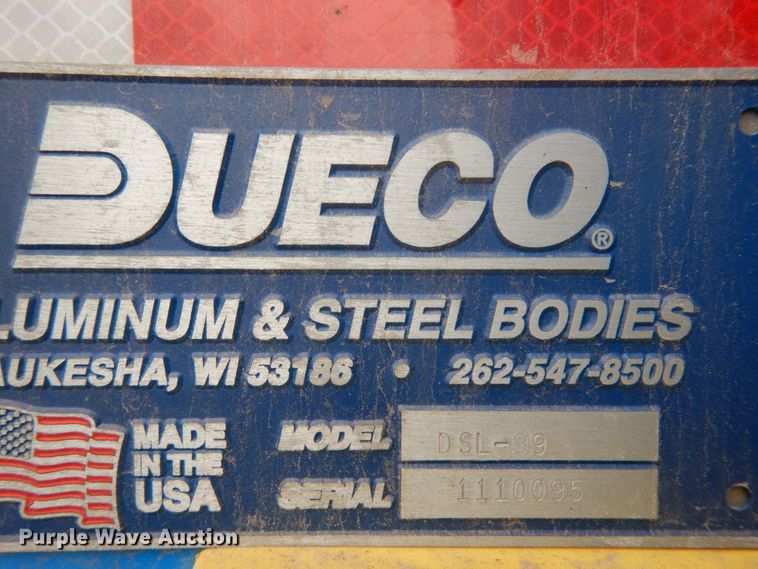 DUECO®
LUMINUM & STEEL BODIES
AUKESHA, WI 53186 • 262-547-8500
MADE IN THE USA
MODEL DSL-99
SERIAL 1110095
Purple Wave Auction